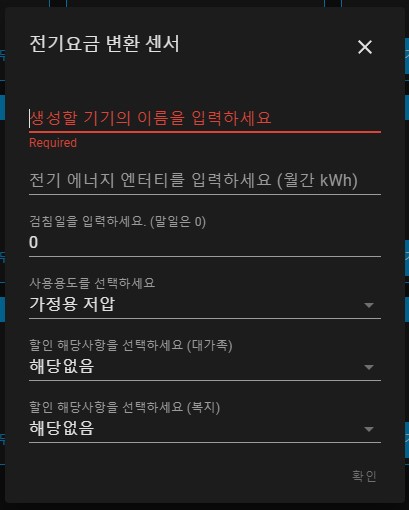 전기요금 변환 센서
생성할 기기의 이름을 입력하세요
Required
전기 에너지 엔터티를 입력하세요 (월간 kWh)
검침일을 입력하세요. (말일은 0)
0
사용용도를 선택하세요
가정용 저압
할인 해당사항을 선택하세요 (대가족)
해당없음
할인 해당사항을 선택하세요 (복지)
해당없음
확인